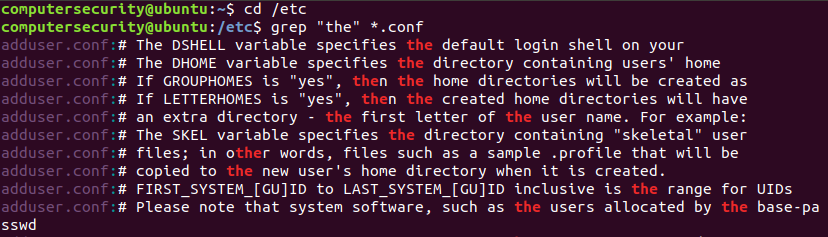 computersecurity@ubuntu:~$ cd /etc
computersecurity@ubuntu:/etc$ grep "the" *.conf
adduser.conf:# The DSHELL variable specifies the default login shell on your
adduser.conf:# The DHOME variable specifies the directory containing users' home
adduser.conf:# If GROUPHOMES is "yes", then the home directories will be created as
adduser.conf:# If LETTERHOMES is "yes", then the created home directories will have
adduser.conf:# an extra directory - the first letter of the user name. For example:
adduser.conf:# The SKEL variable specifies the directory containing "skeletal" user
adduser.conf:# files; in other words, files such as a sample .profile that will be
adduser.conf:# copied to the new user's home directory when it is created.
adduser.conf:# FIRST_SYSTEM_[GU]ID to LAST_SYSTEM_[GU]ID inclusive is the range for UIDs
adduser.conf:# Please note that system software, such as the users allocated by the base-pa
sswd